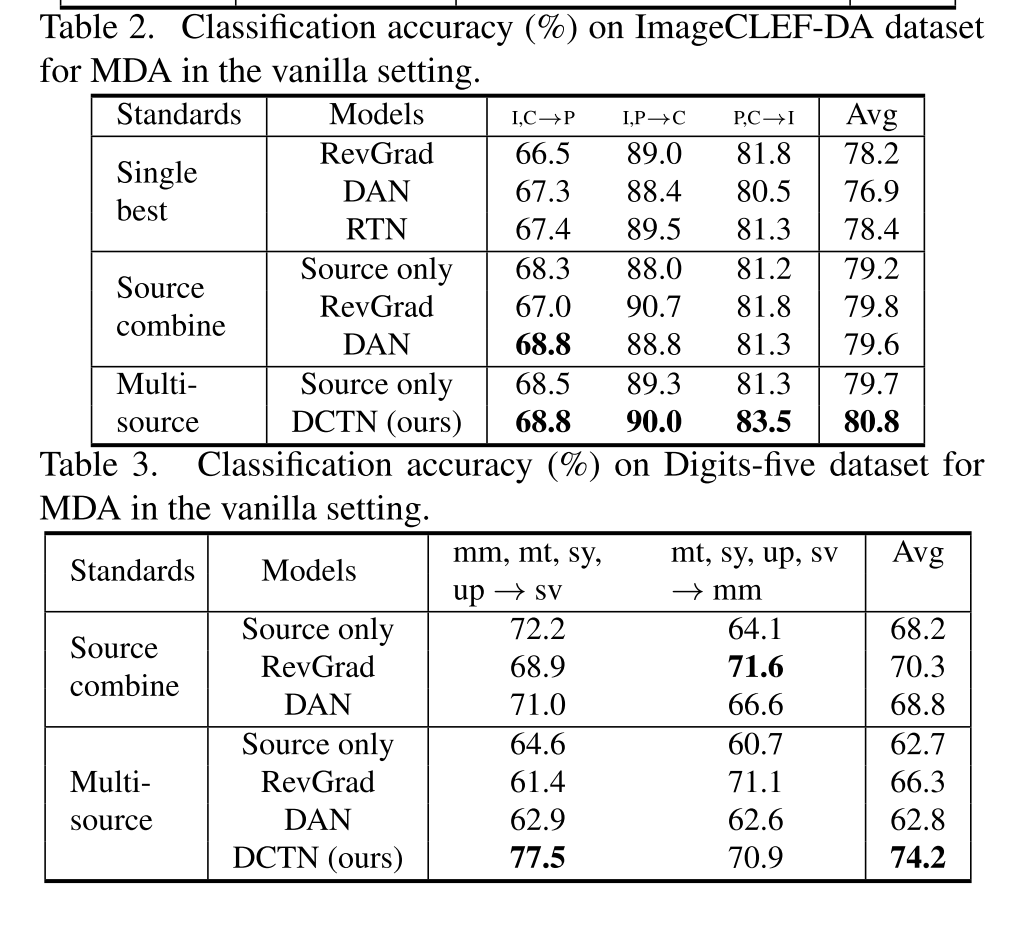 Table 2. Classification accuracy (%) on ImageCLEF-DA dataset
for MDA in the vanilla setting.
Standards Models I,C→P I,P→C P,C→I Avg
Single best RevGrad 66.5 89.0 81.8 78.2
DAN 67.3 88.4 80.5 76.9
RTN 67.4 89.5 81.3 78.4
Source combine Source only 68.3 88.0 81.2 79.2
RevGrad 67.0 90.7 81.8 79.8
DAN 68.8 88.8 81.3 79.6
Multi- Source only 68.5 89.3 81.3 79.7
source DCTN (ours) 68.8 90.0 83.5 80.8
Table 3. Classification accuracy (%) on Digits-five dataset for
MDA in the vanilla setting.
Standards Models mm, mt, sy, up → sv mt, sy, up, sv → mm Avg
Source combine Source only 72.2 64.1 68.2
RevGrad 68.9 71.6 70.3
DAN 71.0 66.6 68.8
Multi-source Source only 64.6 60.7 62.7
RevGrad 61.4 71.1 66.3
DAN 62.9 62.6 62.8
DCTN (ours) 77.5 70.9 74.2